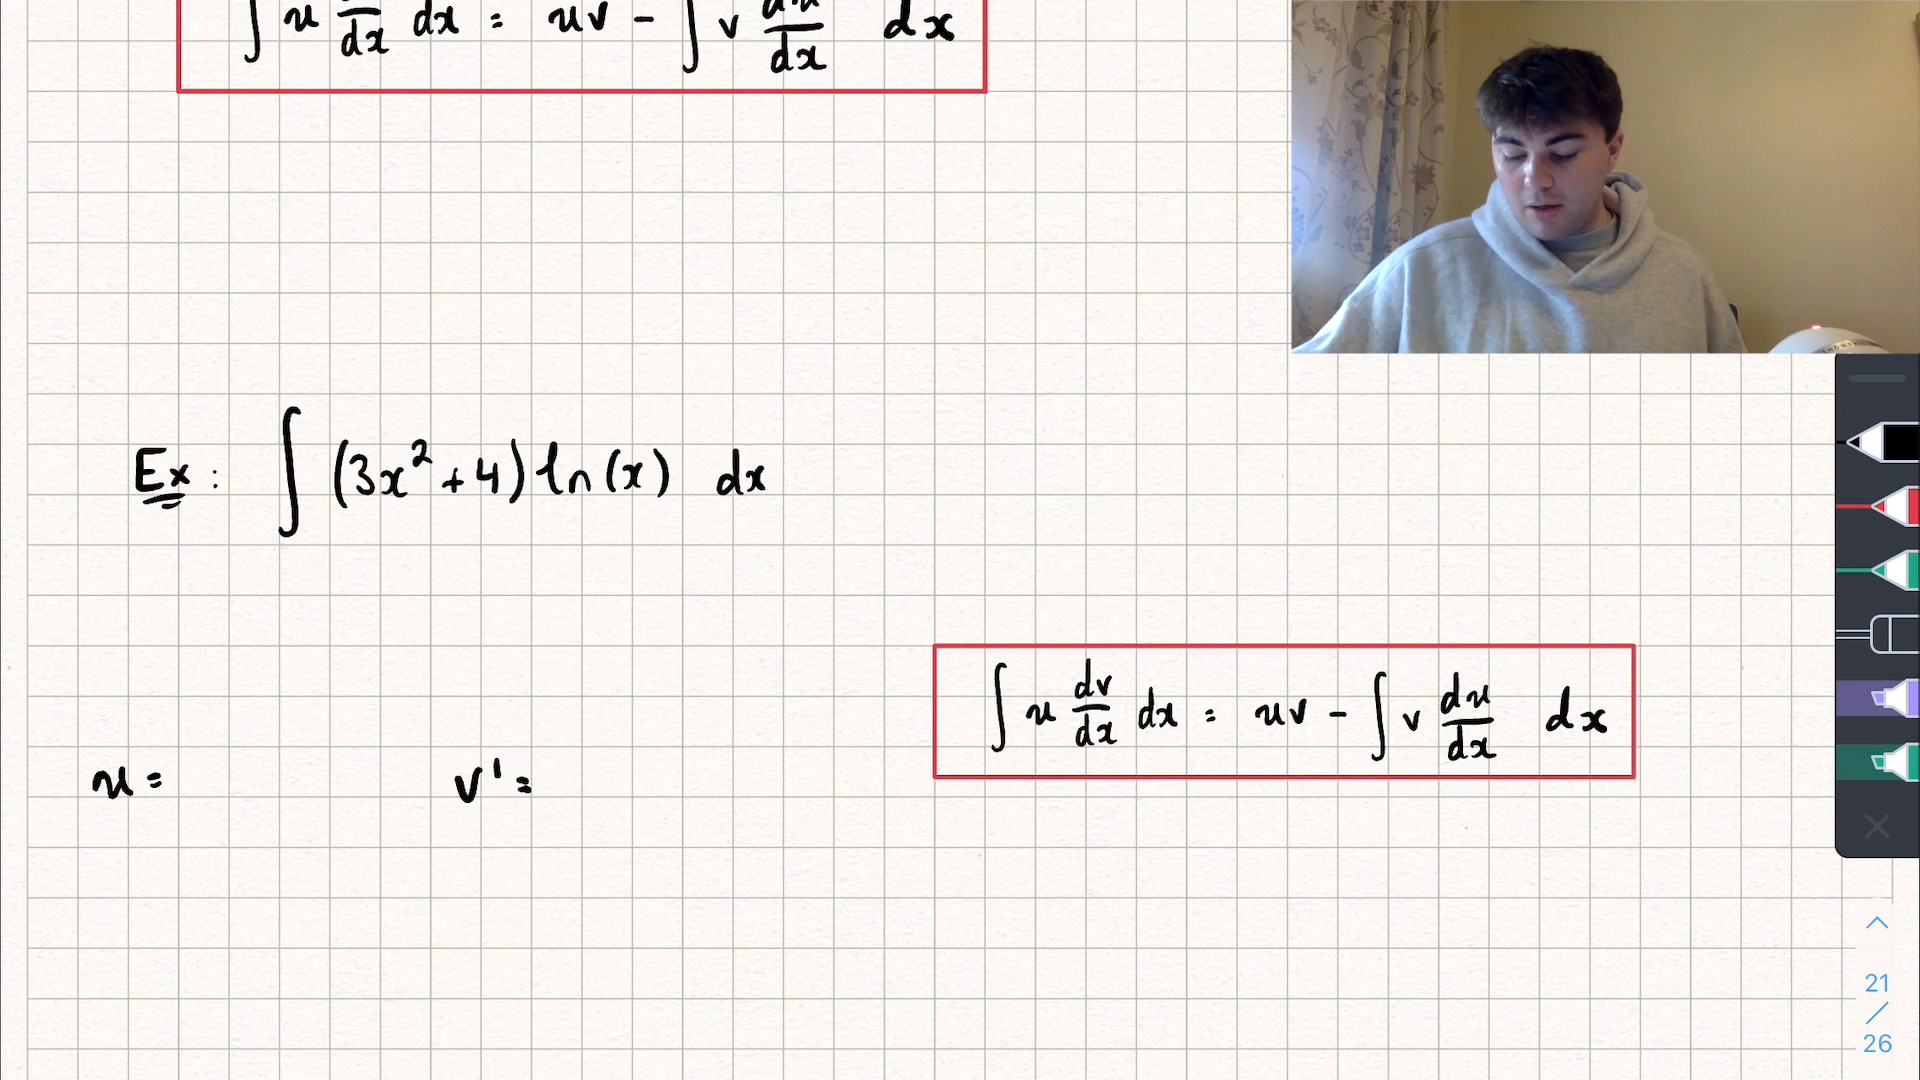 ∫ u dv/dx dx = uv - ∫ v du/dx dx
Ex: ∫ (3x² + 4) ln(x) dx
∫ u dv/dx dx = uv - ∫ v du/dx dx
u = v' =
21
/
26